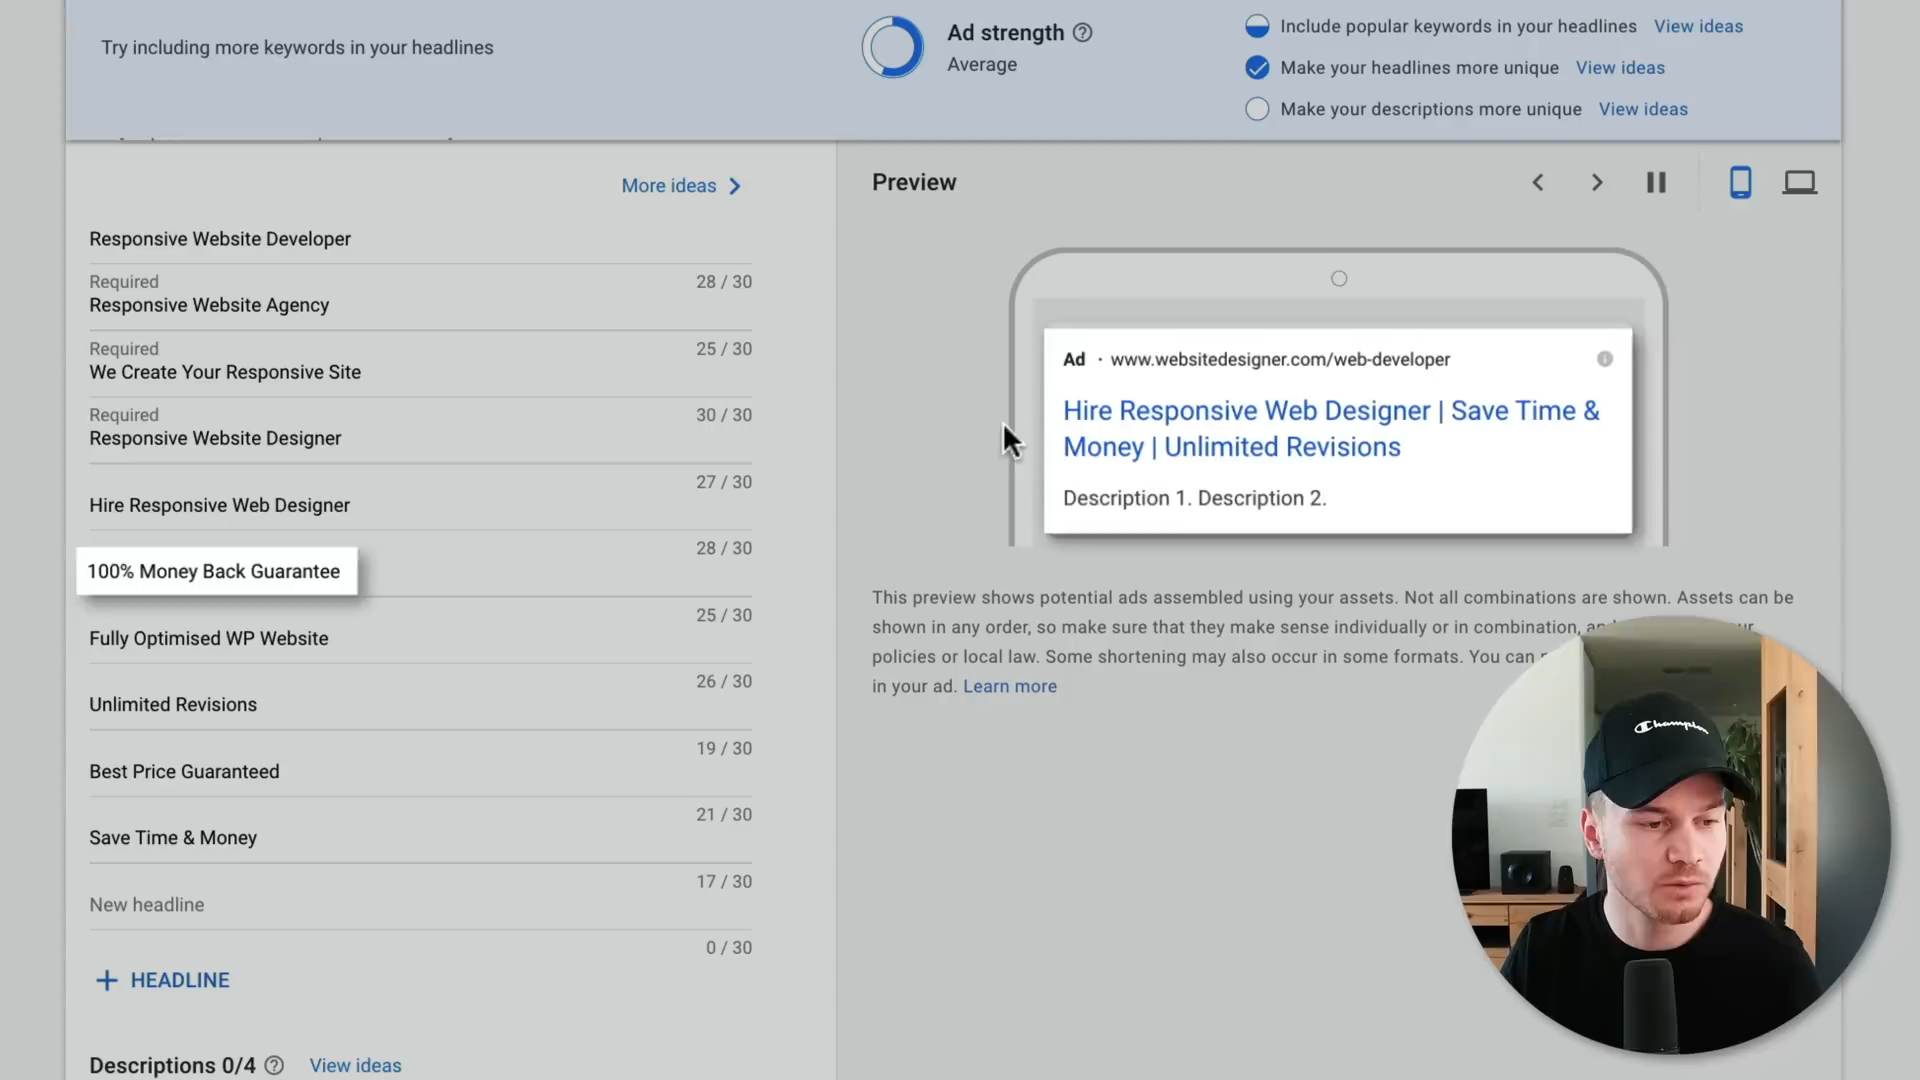 Try including more keywords in your headlines
Ad strength
Average
Include popular keywords in your headlines View ideas
Make your headlines more unique View ideas
Make your descriptions more unique View ideas
More ideas
Preview
Responsive Website Developer
Required 28 / 30
Responsive Website Agency
Required 25 / 30
We Create Your Responsive Site
Required 30 / 30
Responsive Website Designer
27 / 30
Hire Responsive Web Designer
28 / 30
100% Money Back Guarantee
25 / 30
Fully Optimised WP Website
26 / 30
Unlimited Revisions
19 / 30
Best Price Guaranteed
21 / 30
Save Time & Money
17 / 30
New headline
0 / 30
+ HEADLINE
Descriptions 0/4 View ideas
Ad · www.websitedesigner.com/web-developer
Hire Responsive Web Designer | Save Time &
Money | Unlimited Revisions
Description 1. Description 2.
This preview shows potential ads assembled using your assets. Not all combinations are shown. Assets can be
shown in any order, so make sure that they make sense individually or in combination,
policies or local law. Some shortening may also occur in some formats. You can
in your ad. Learn more
Champion